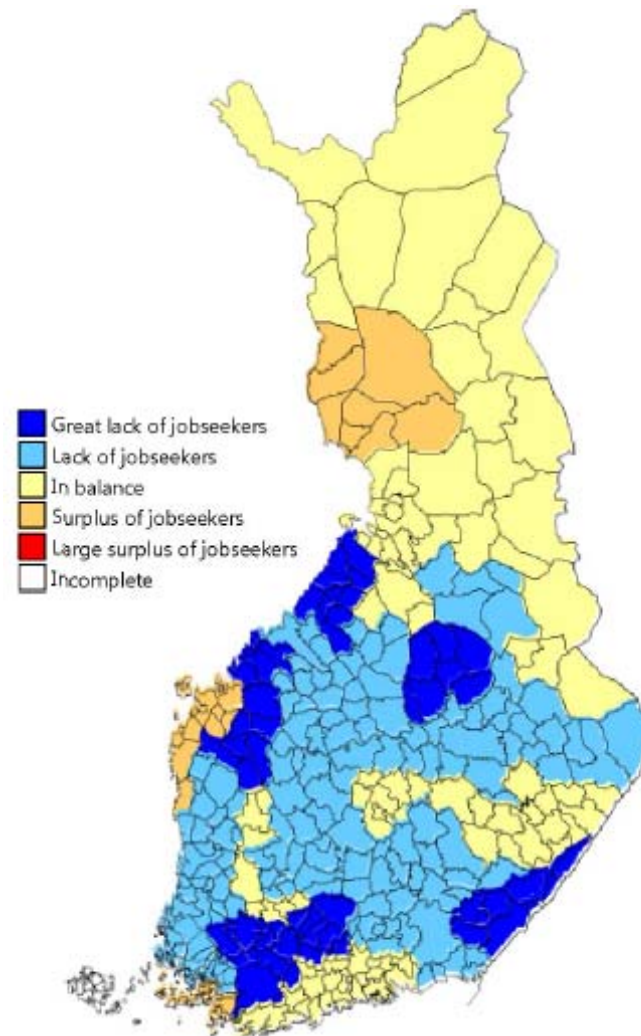 Great lack of jobseekers
Lack of jobseekers
In balance
Surplus of jobseekers
Large surplus of jobseekers
Incomplete